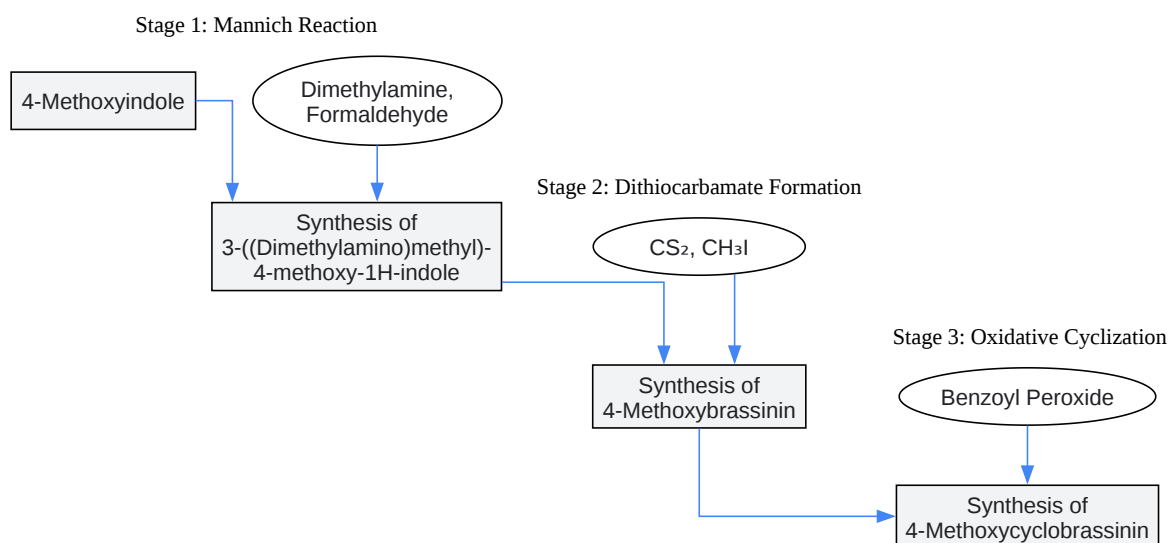 Stage 1: Mannich Reaction
4-Methoxyindole
Dimethylamine,
Formaldehyde
Synthesis of
3-((Dimethylamino)methyl)-
4-methoxy-1H-indole
Stage 2: Dithiocarbamate Formation
CS₂, CH₃I
Synthesis of
4-Methoxybrassinin
Stage 3: Oxidative Cyclization
Benzoyl Peroxide
Synthesis of
4-Methoxycyclobrassinin